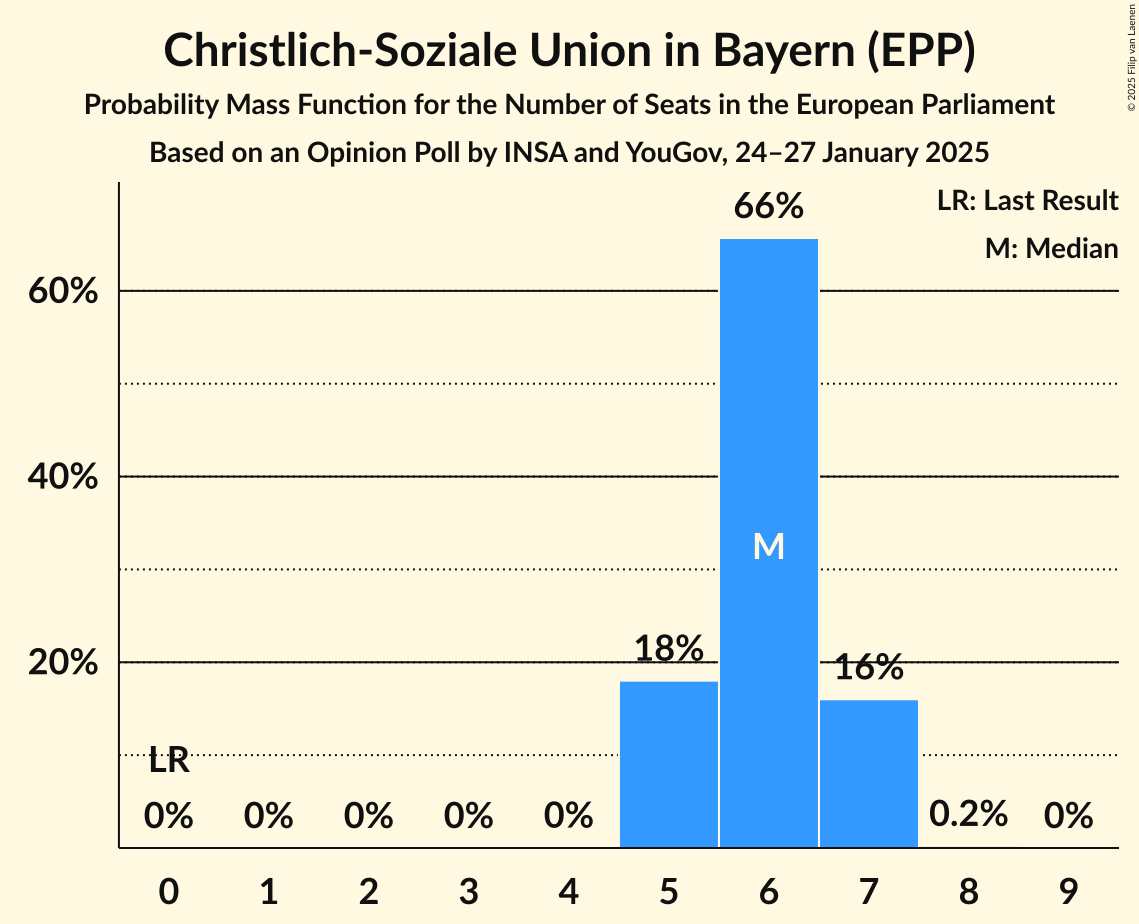 Christlich-Soziale Union in Bayern (EPP)
Probability Mass Function for the Number of Seats in the European Parliament
Based on an Opinion Poll by INSA and YouGov, 24–27 January 2025
© 2025 Filip van Laenen
LR: Last Result
M: Median
66%
60%
40%
M
20%
18%
16%
LR
0% 0% 0% 0% 0% 0.2% 0%
0 1 2 3 4 5 6 7 8 9